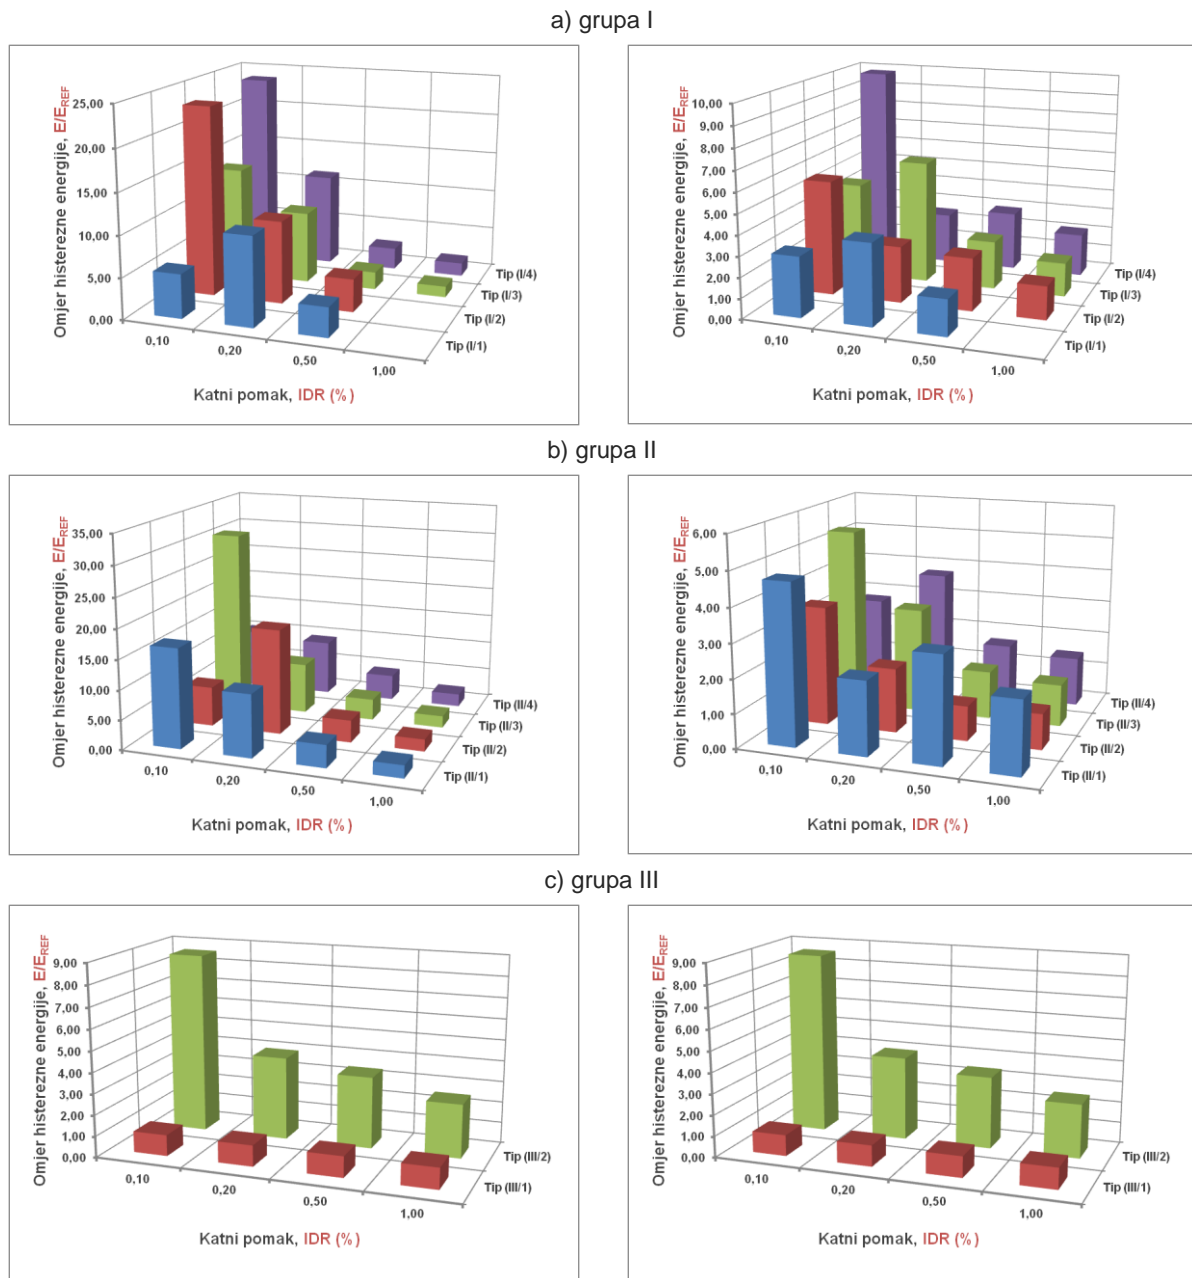 a) grupa I
Omjer histerezne energije, E/EREF
25,00
20,00
15,00
10,00
5,00
0,00
0,10
0,20
0,50
1,00
Tip (I/4)
Tip (I/3)
Tip (I/2)
Tip (I/1)
Katni pomak, IDR (%)
Omjer histerezne energije, E/EREF
10,00
9,00
8,00
7,00
6,00
5,00
4,00
3,00
2,00
1,00
0,00
0,10
0,20
0,50
1,00
Tip (I/4)
Tip (I/3)
Tip (I/2)
Tip (I/1)
Katni pomak, IDR (%)
b) grupa II
Omjer histerezne energije, E/EREF
35,00
30,00
25,00
20,00
15,00
10,00
5,00
0,00
0,10
0,20
0,50
1,00
Tip (II/4)
Tip (II/3)
Tip (II/2)
Tip (II/1)
Katni pomak, IDR (%)
Omjer histerezne energije, E/EREF
6,00
5,00
4,00
3,00
2,00
1,00
0,00
0,10
0,20
0,50
1,00
Tip (II/4)
Tip (II/3)
Tip (II/2)
Tip (II/1)
Katni pomak, IDR (%)
c) grupa III
Omjer histerezne energije, E/EREF
9,00
8,00
7,00
6,00
5,00
4,00
3,00
2,00
1,00
0,00
0,10
0,20
0,50
1,00
Tip (III/2)
Tip (III/1)
Katni pomak, IDR (%)
Omjer histerezne energije, E/EREF
9,00
8,00
7,00
6,00
5,00
4,00
3,00
2,00
1,00
0,00
0,10
0,20
0,50
1,00
Tip (III/2)
Tip (III/1)
Katni pomak, IDR (%)